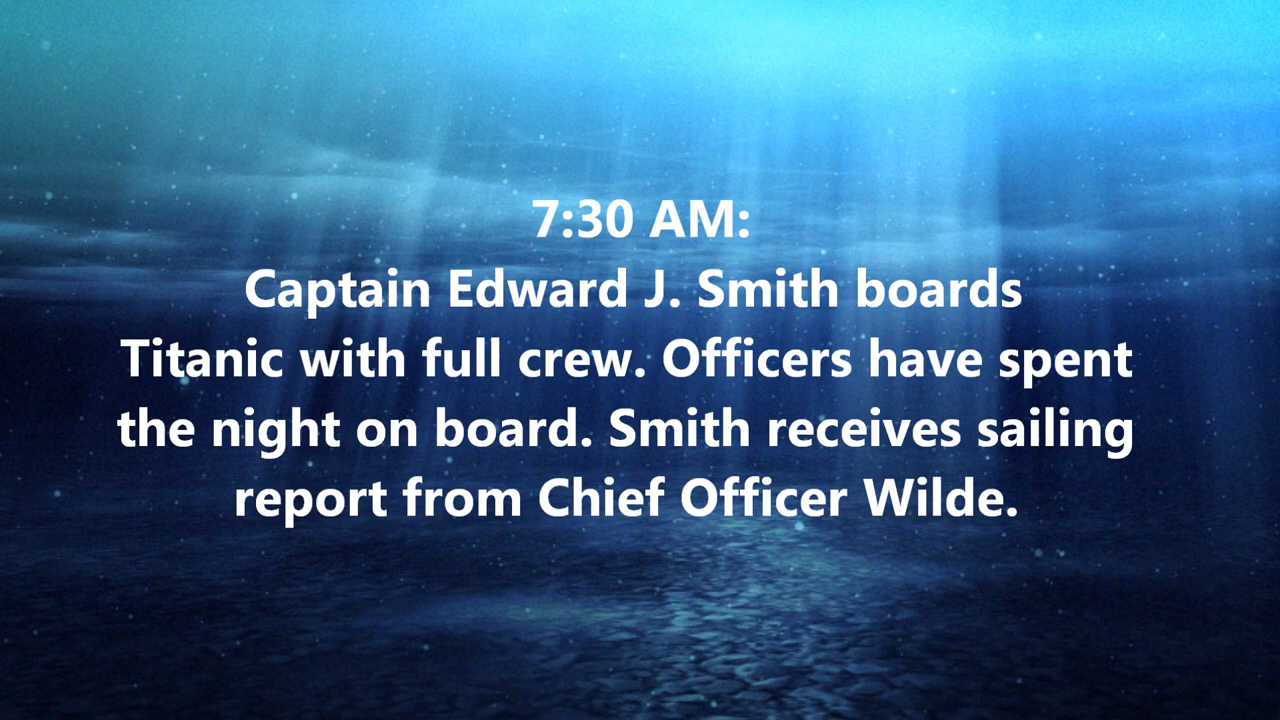 7:30 AM:
Captain Edward J. Smith boards
Titanic with full crew. Officers have spent
the night on board. Smith receives sailing
report from Chief Officer Wilde.